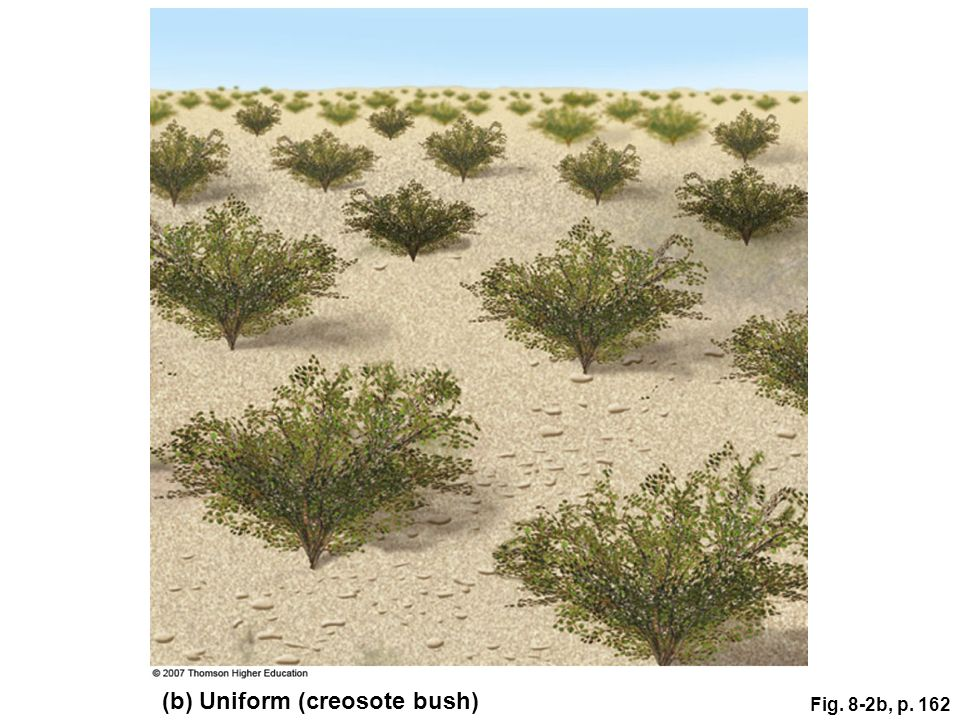 © 2007 Thomson Higher Education
(b) Uniform (creosote bush)
Fig. 8-2b, p. 162